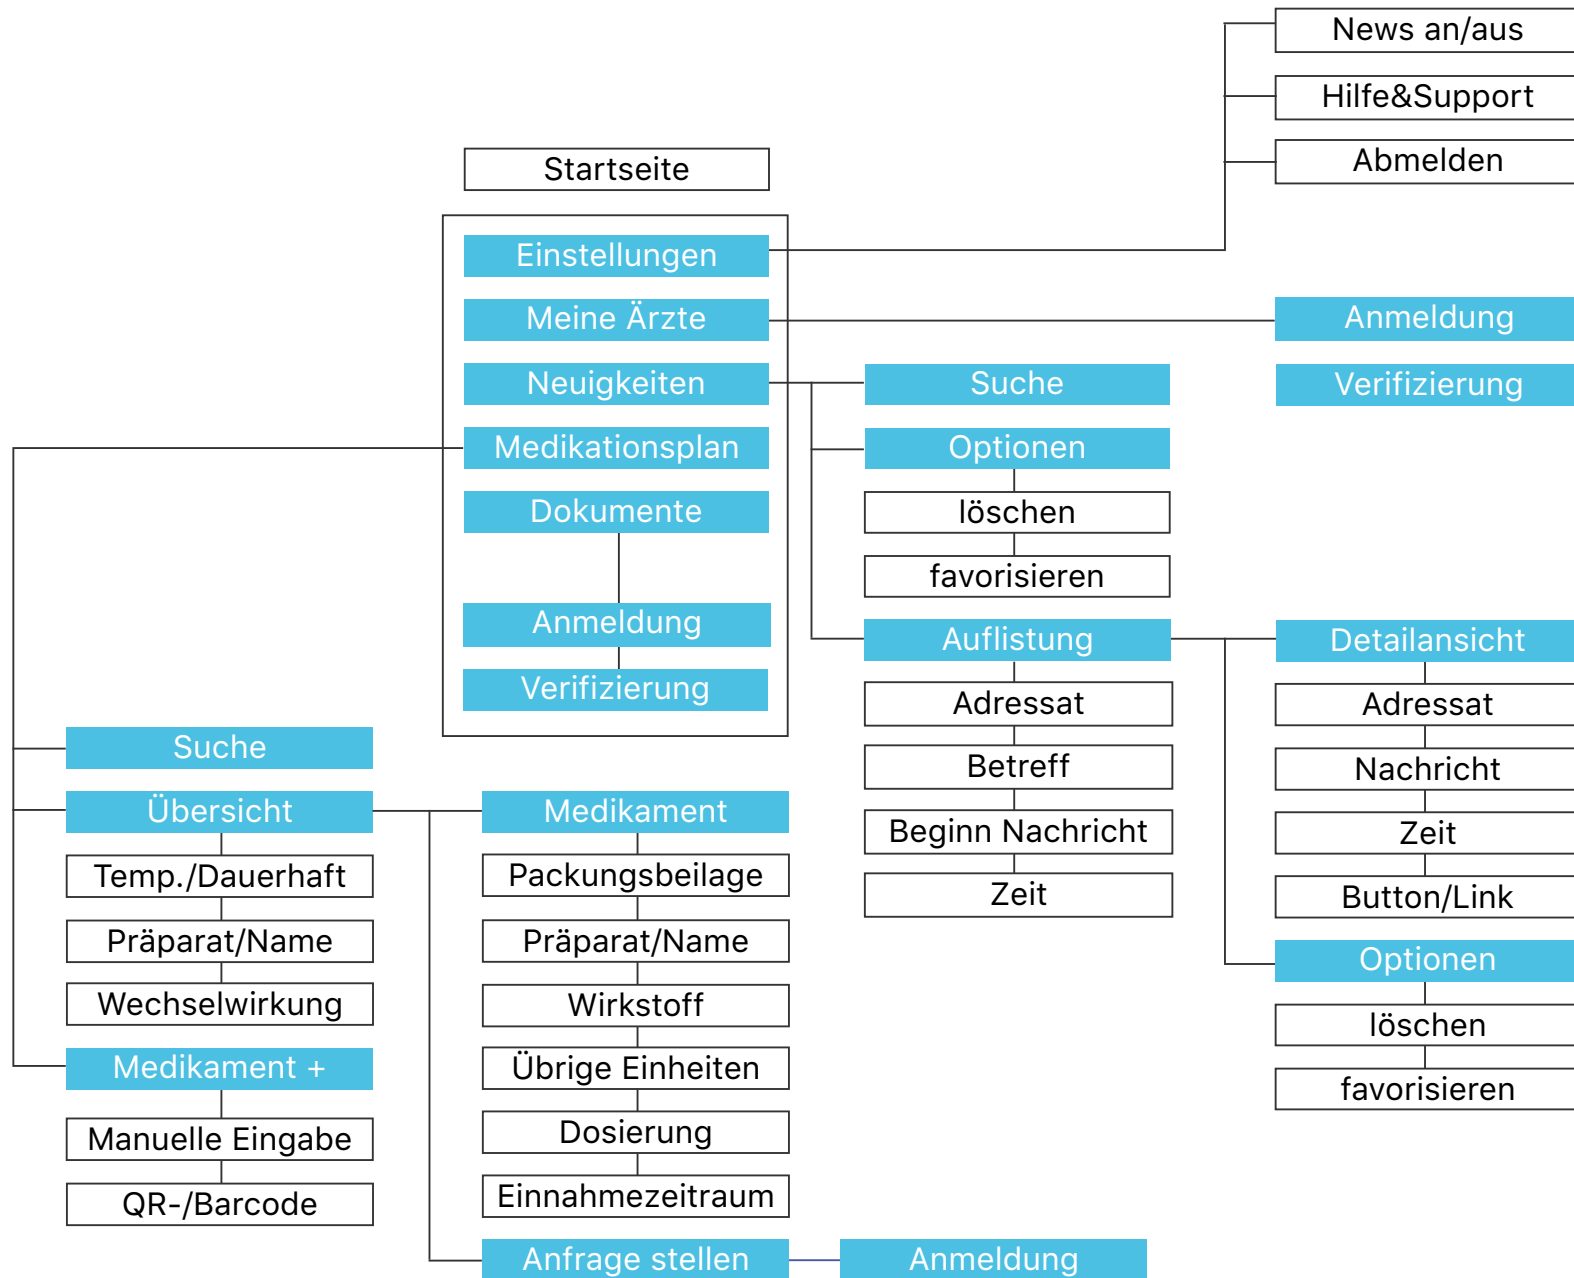 News an/aus
Hilfe&Support
Abmelden
Startseite
Einstellungen
Meine Ärzte
Neuigkeiten
Medikationsplan
Dokumente
Anmeldung
Verifizierung
Anmeldung
Verifizierung
Suche
Optionen
löschen
favorisieren
Auflistung
Adressat
Betreff
Beginn Nachricht
Zeit
Detailansicht
Adressat
Nachricht
Zeit
Button/Link
Optionen
löschen
favorisieren
Suche
Übersicht
Temp./Dauerhaft
Präparat/Name
Wechselwirkung
Medikament +
Manuelle Eingabe
QR-/Barcode
Medikament
Packungsbeilage
Präparat/Name
Wirkstoff
Übrige Einheiten
Dosierung
Einnahmezeitraum
Anfrage stellen
Anmeldung